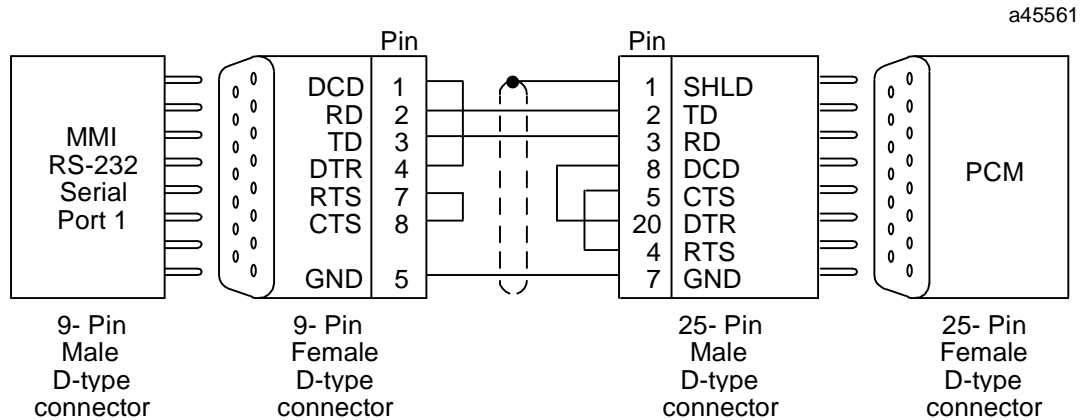 a45561
Pin
Pin
MMI
RS-232
Serial
Port 1
DCD 1
RD 2
TD 3
DTR 4
RTS 7
CTS 8
GND 5
1 SHLD
2 TD
3 RD
8 DCD
5 CTS
20 DTR
4 RTS
7 GND
PCM
9- Pin
Male
D-type
connector
9- Pin
Female
D-type
connector
25- Pin
Male
D-type
connector
25- Pin
Female
D-type
connector